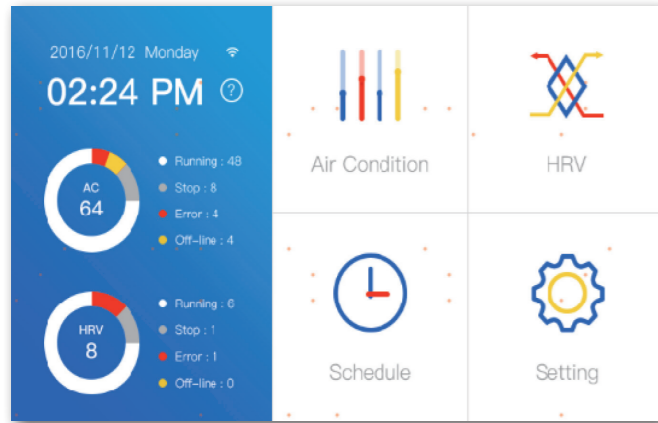 2016/11/12 Monday
02:24 PM ?
AC
64
Running : 48
Stop : 8
Error : 4
Off-line : 4
HRV
8
Running : 6
Stop : 1
Error : 1
Off-line : 0
Air Condition
HRV
Schedule
Setting